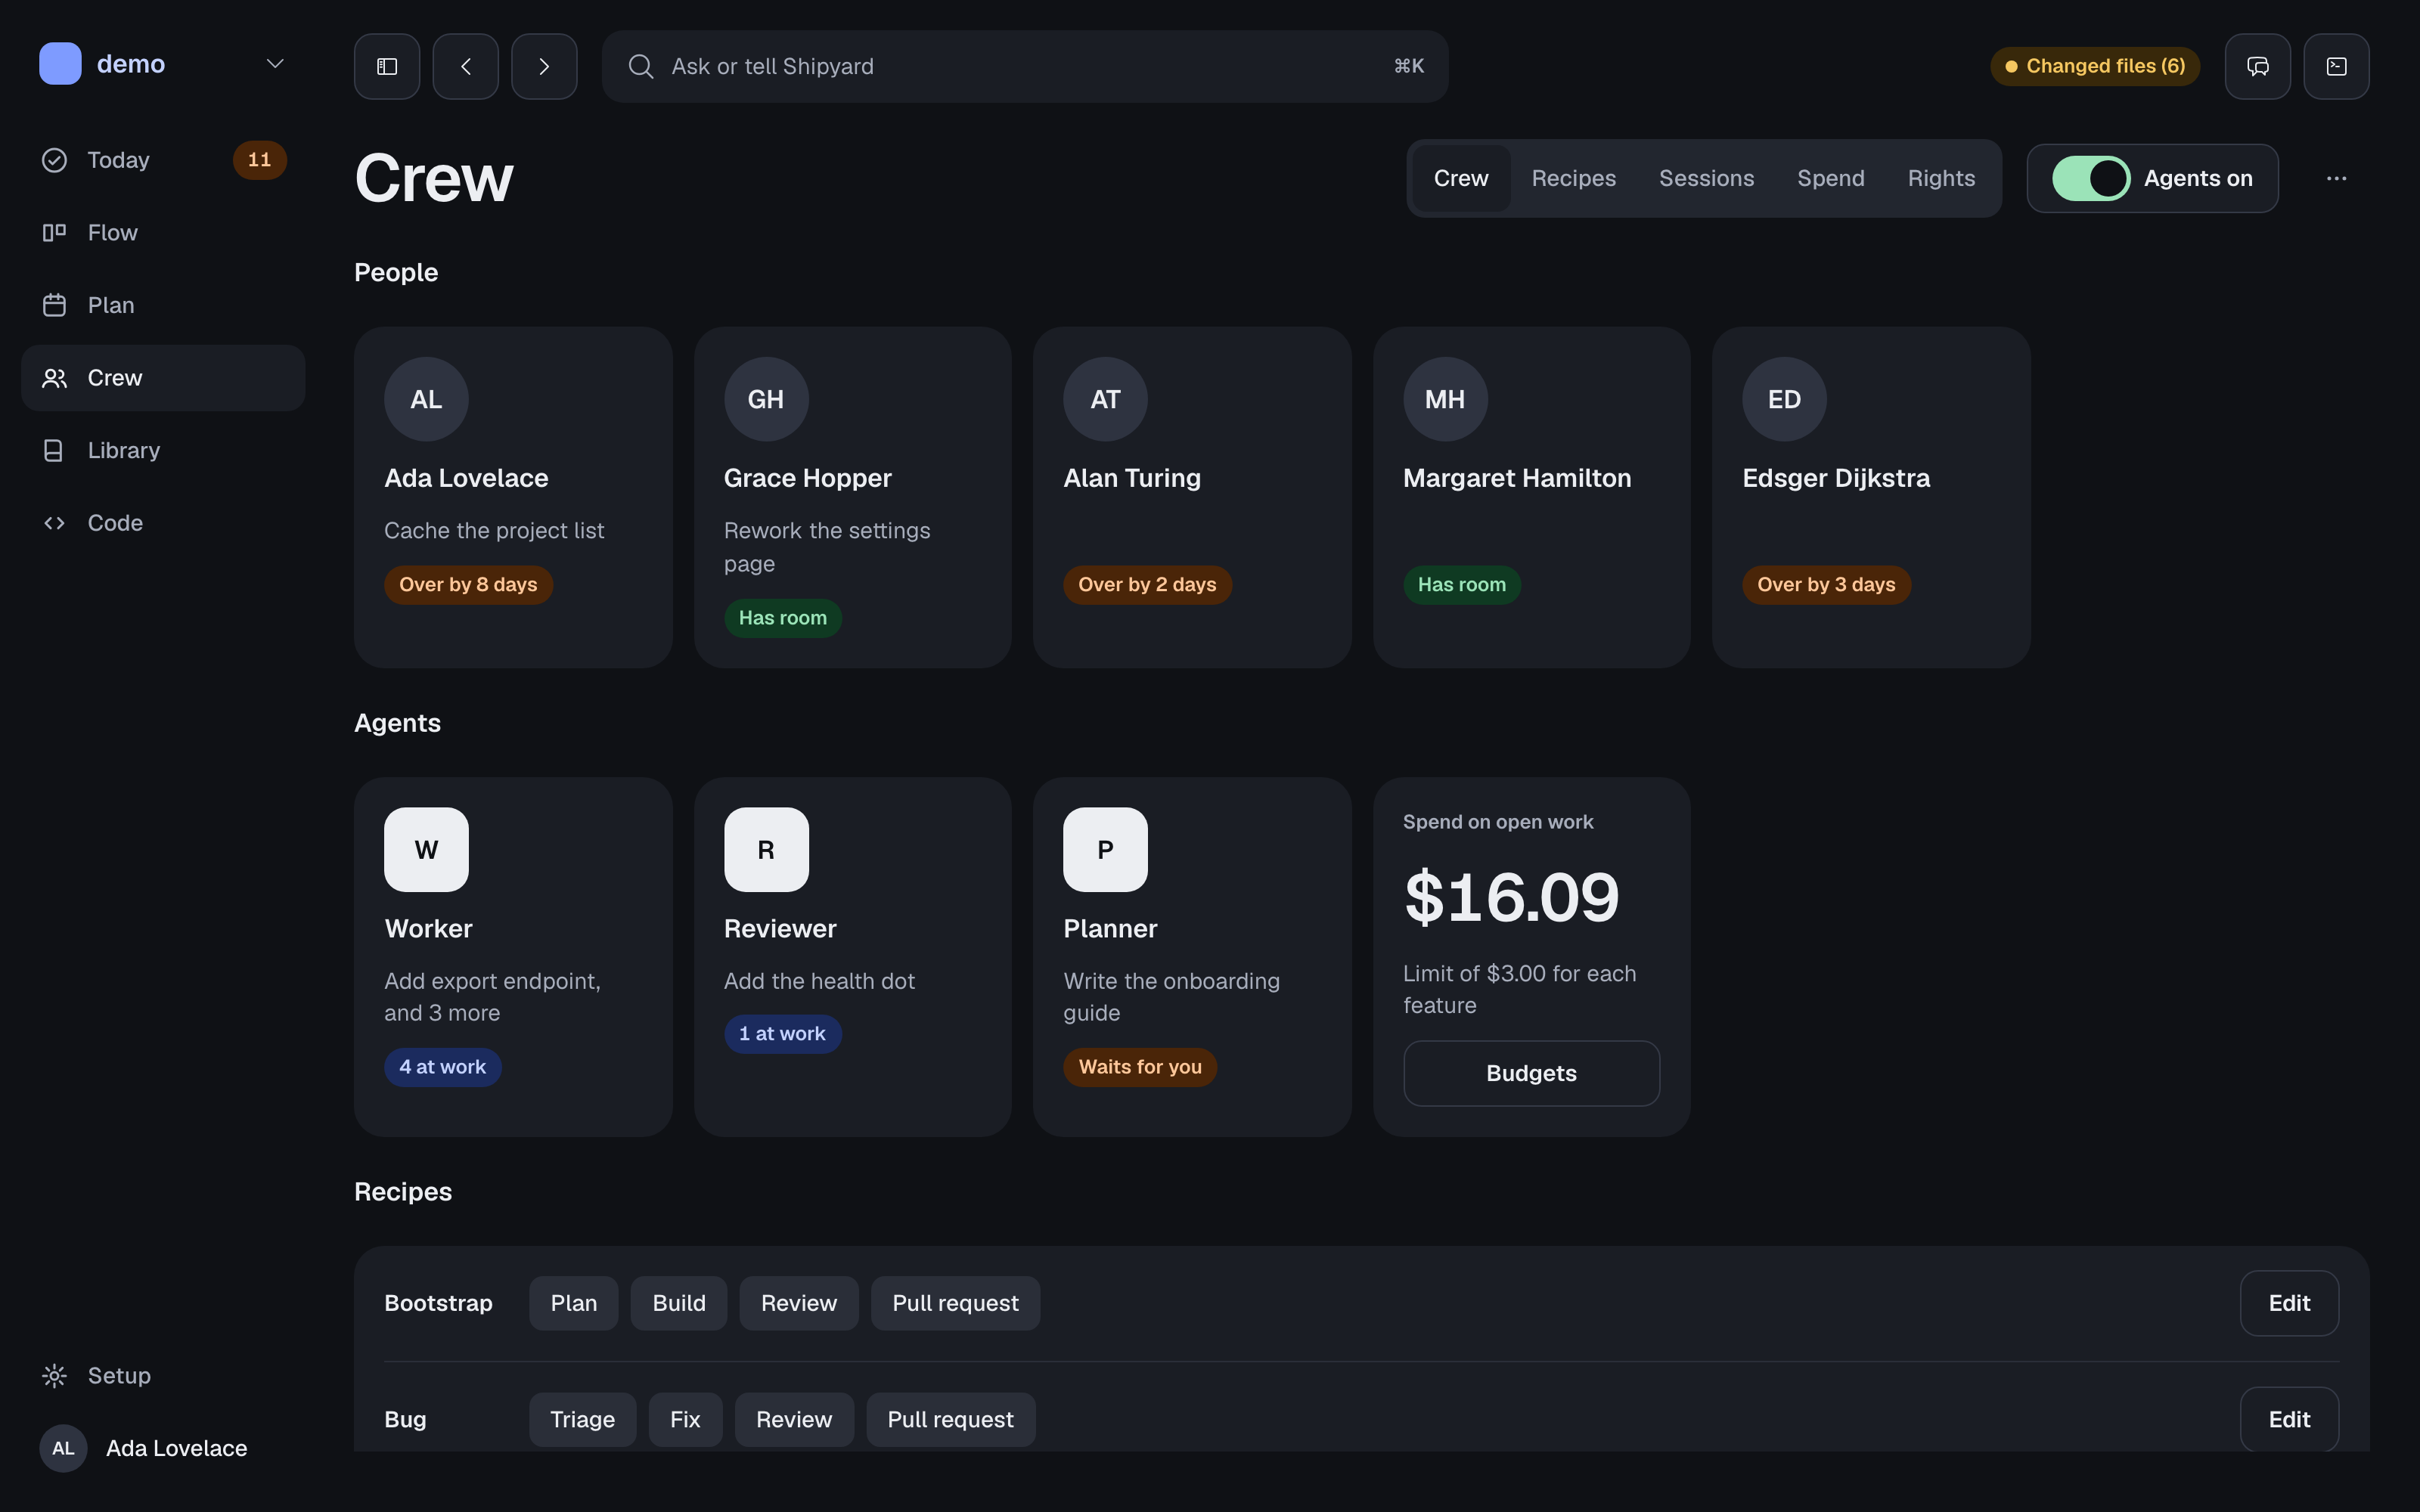 demo
Ask or tell Shipyard
⌘K
Changed files (6)
Today
11
Flow
Plan
Crew
Library
Code
Setup
AL
Ada Lovelace
Crew
Crew
Recipes
Sessions
Spend
Rights
Agents on
People
AL
Ada Lovelace
Cache the project list
Over by 8 days
GH
Grace Hopper
Rework the settings
page
Has room
AT
Alan Turing
Over by 2 days
MH
Margaret Hamilton
Has room
ED
Edsger Dijkstra
Over by 3 days
Agents
W
Worker
Add export endpoint,
and 3 more
4 at work
R
Reviewer
Add the health dot
1 at work
P
Planner
Write the onboarding
guide
Waits for you
Spend on open work
$16.09
Limit of $3.00 for each
feature
Budgets
Recipes
Bootstrap
Plan
Build
Review
Pull request
Edit
Bug
Triage
Fix
Review
Pull request
Edit